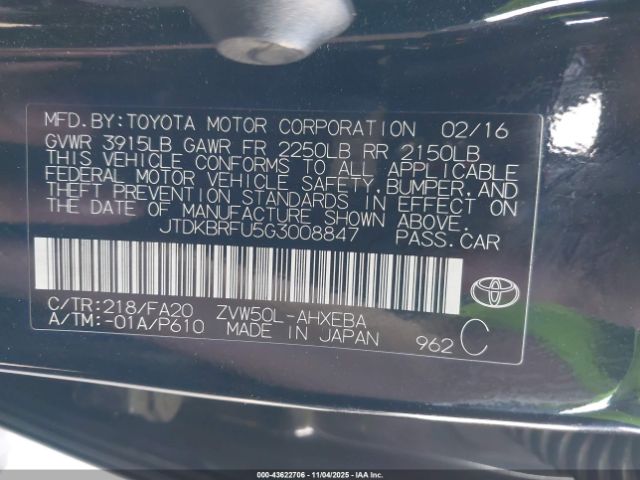 MFD.BY:TOYOTA MOTOR CORPORATION 02/16
GVWR 3915LB GAWR FR 2250LB RR 2150LB
THIS VEHICLE CONFORMS TO ALL APPLICABLE
FEDERAL MOTOR VEHICLE SAFETY,BUMPER,AND
THEFT PREVENTION STANDARDS IN EFFECT ON
THE DATE OF MANUFACTURE SHOWN ABOVE.
JTDKBRFU5G3008847 PASS.CAR
C/TR:218/FA20 ZVW50L-AHXEBA
A/TM:-01A/P610 MADE IN JAPAN 962 C
000-43622706 - 11/04/2025 - IAAI.COM